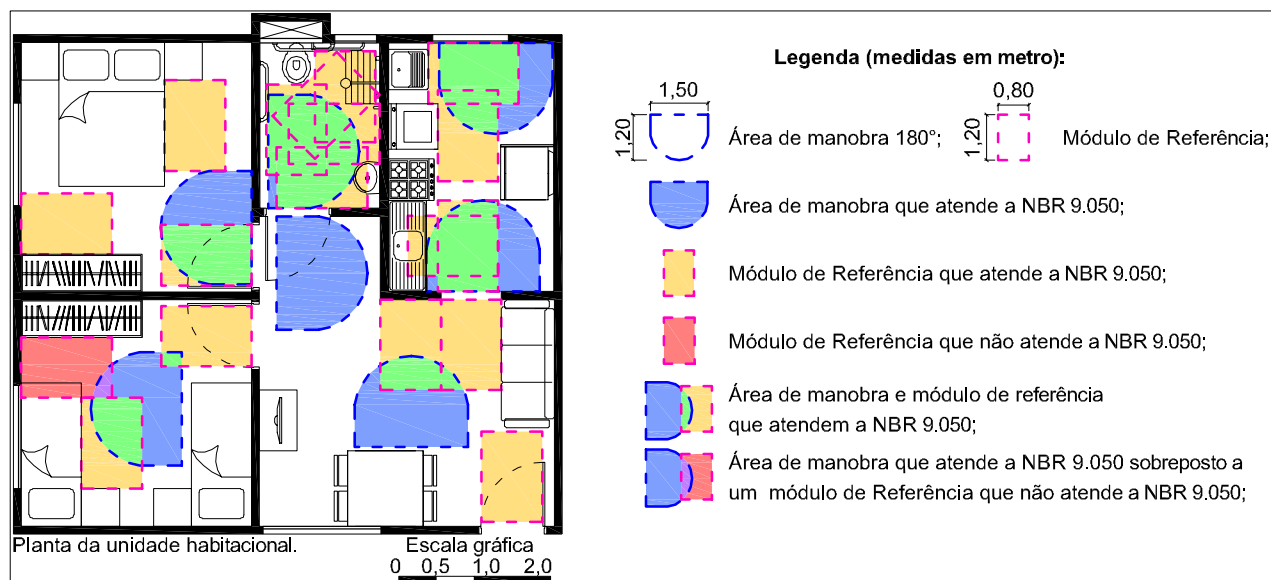 Legenda (medidas em metro):
1,50
1,20
Área de manobra 180°;
0,80
1,20
Módulo de Referência;
Área de manobra que atende a NBR 9.050;
Módulo de Referência que atende a NBR 9.050;
Módulo de Referência que não atende a NBR 9.050;
Área de manobra e módulo de referência
que atendem a NBR 9.050;
Área de manobra que atende a NBR 9.050 sobreposto a
um módulo de Referência que não atende a NBR 9.050;
Planta da unidade habitacional.
Escala gráfica
0 0,5 1,0 2,0